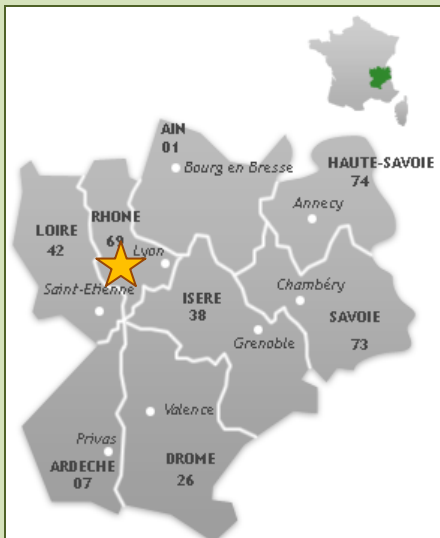 AIN
01
Bourg en Bresse
HAUTE-SAVOIE
74
Annecy
RHONE
69
LOIRE
42
Lyon
Saint-Etienne
ISERE
38
Chambéry
SAVOIE
73
Grenoble
Valence
Privas
ARDECHE
07
DROME
26